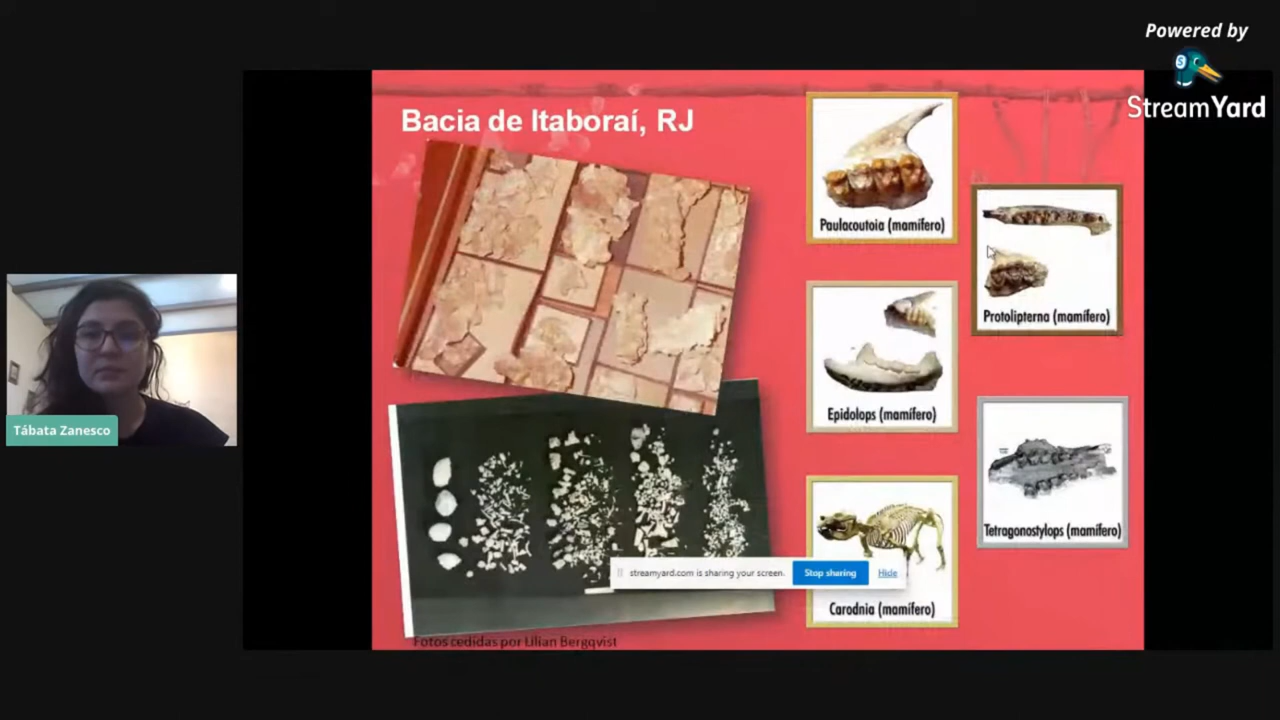 Powered by
StreamYard
Bacia de Itaboraí, RJ
Paulacoutoia (mamífero)
Protolipterna (mamífero)
Epidolops (mamífero)
Tetragonostylops (mamífero)
Carodnia (mamífero)
streamyard.com is sharing your screen.
Stop sharing
Hide
Fotos cedidas por Lilian Bergqvist
Tábata Zanesco